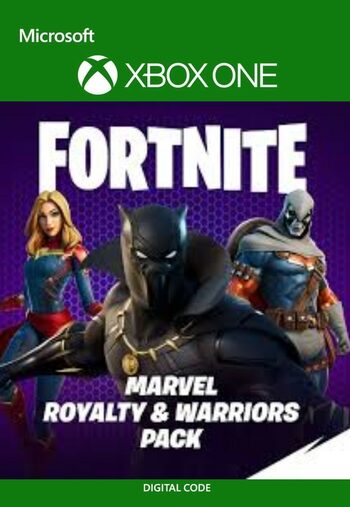 Microsoft
XBOX ONE
FORTNITE
MARVEL
ROYALTY & WARRIORS
PACK
DIGITAL CODE